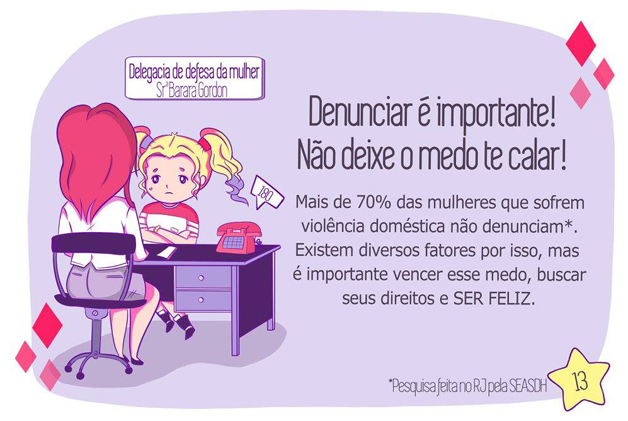 Delegacia de defesa da mulher
Srª Barara Gordon
Denunciar é importante!
Não deixe o medo te calar!
180
Mais de 70% das mulheres que sofrem
violência doméstica não denunciam*.
Existem diversos fatores por isso, mas
é importante vencer esse medo, buscar
seus direitos e SER FELIZ.
*Pesquisa feita no RJ pela SEASDH
13